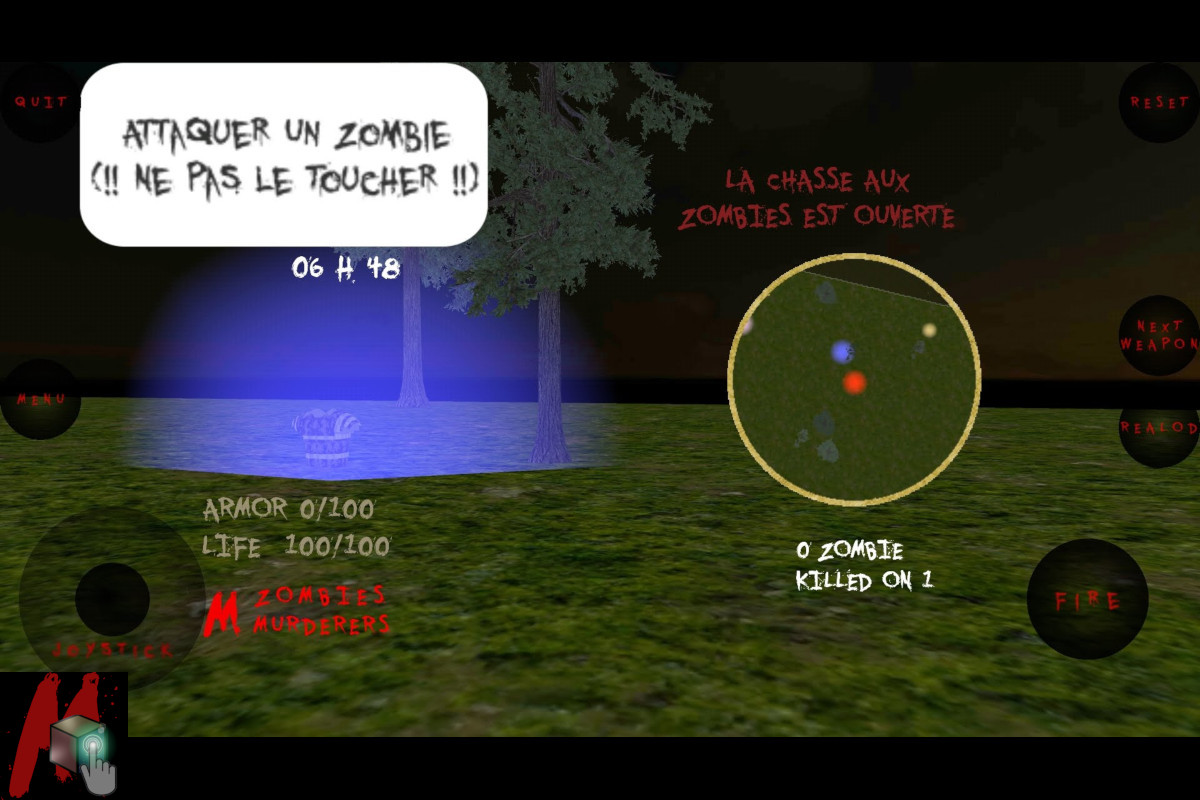 QUIT
ATTAQUER UN ZOMBIE
(!! NE PAS LE TOUCHER !!)
RESET
LA CHASSE AUX
ZOMBIES EST OUVERTE
06 H 48
NEXT
WEAPON
MENU
REALOD
ARMOR 0/100
LIFE 100/100
0 ZOMBIE
KILLED ON 1
M ZOMBIES
MURDERERS
FIRE
JOYSTICK
M